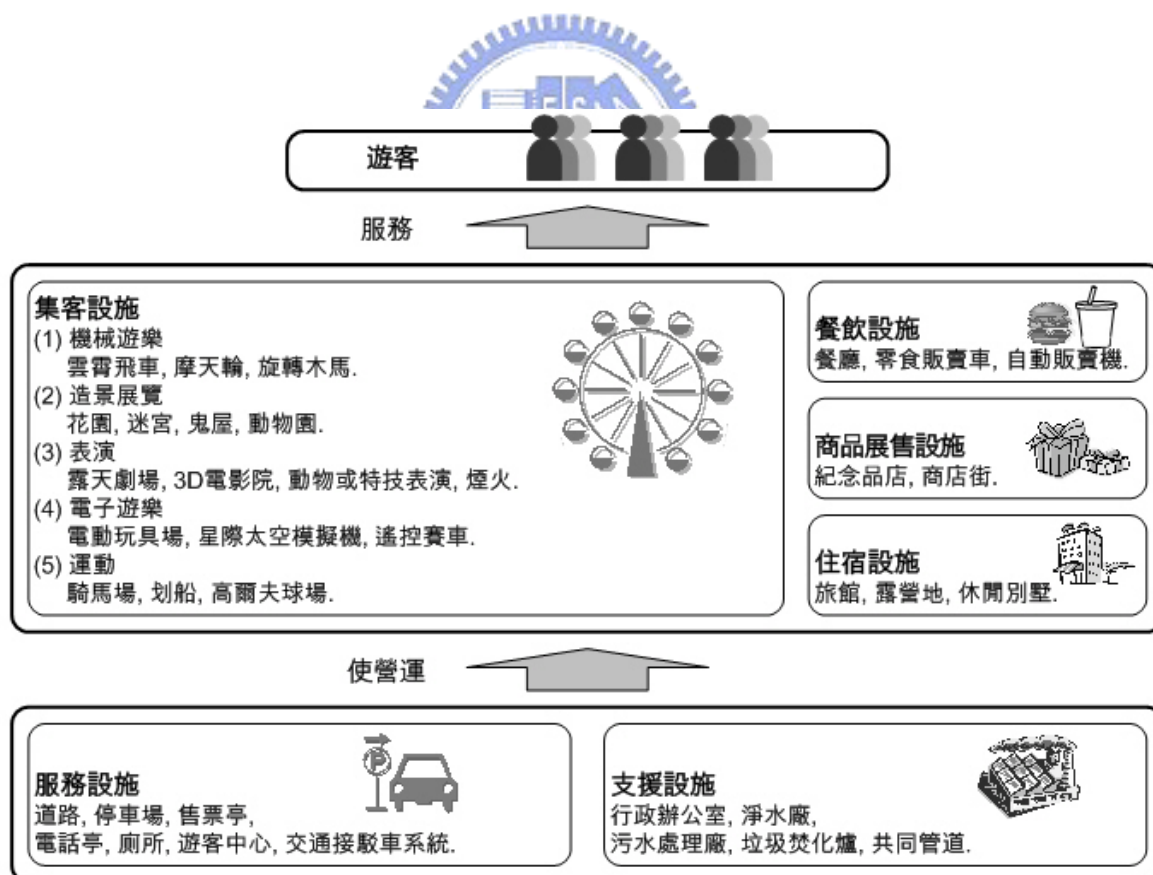 遊客
服務
集客設施
(1) 機械遊樂
雲霄飛車, 摩天輪, 旋轉木馬.
(2) 造景展覽
花園, 迷宮, 鬼屋, 動物園.
(3) 表演
露天劇場, 3D電影院, 動物或特技表演, 煙火.
(4) 電子遊樂
電動玩具場, 星際太空模擬機, 遙控賽車.
(5) 運動
騎馬場, 划船, 高爾夫球場.
餐飲設施
餐廳, 零食販賣車, 自動販賣機.
商品展售設施
紀念品店, 商店街.
住宿設施
旅館, 露營地, 休閒別墅.
使營運
服務設施
道路, 停車場, 售票亭,
電話亭, 廁所, 遊客中心, 交通接駁車系統.
P
支援設施
行政辦公室, 淨水廠,
污水處理廠, 垃圾焚化爐, 共同管道.